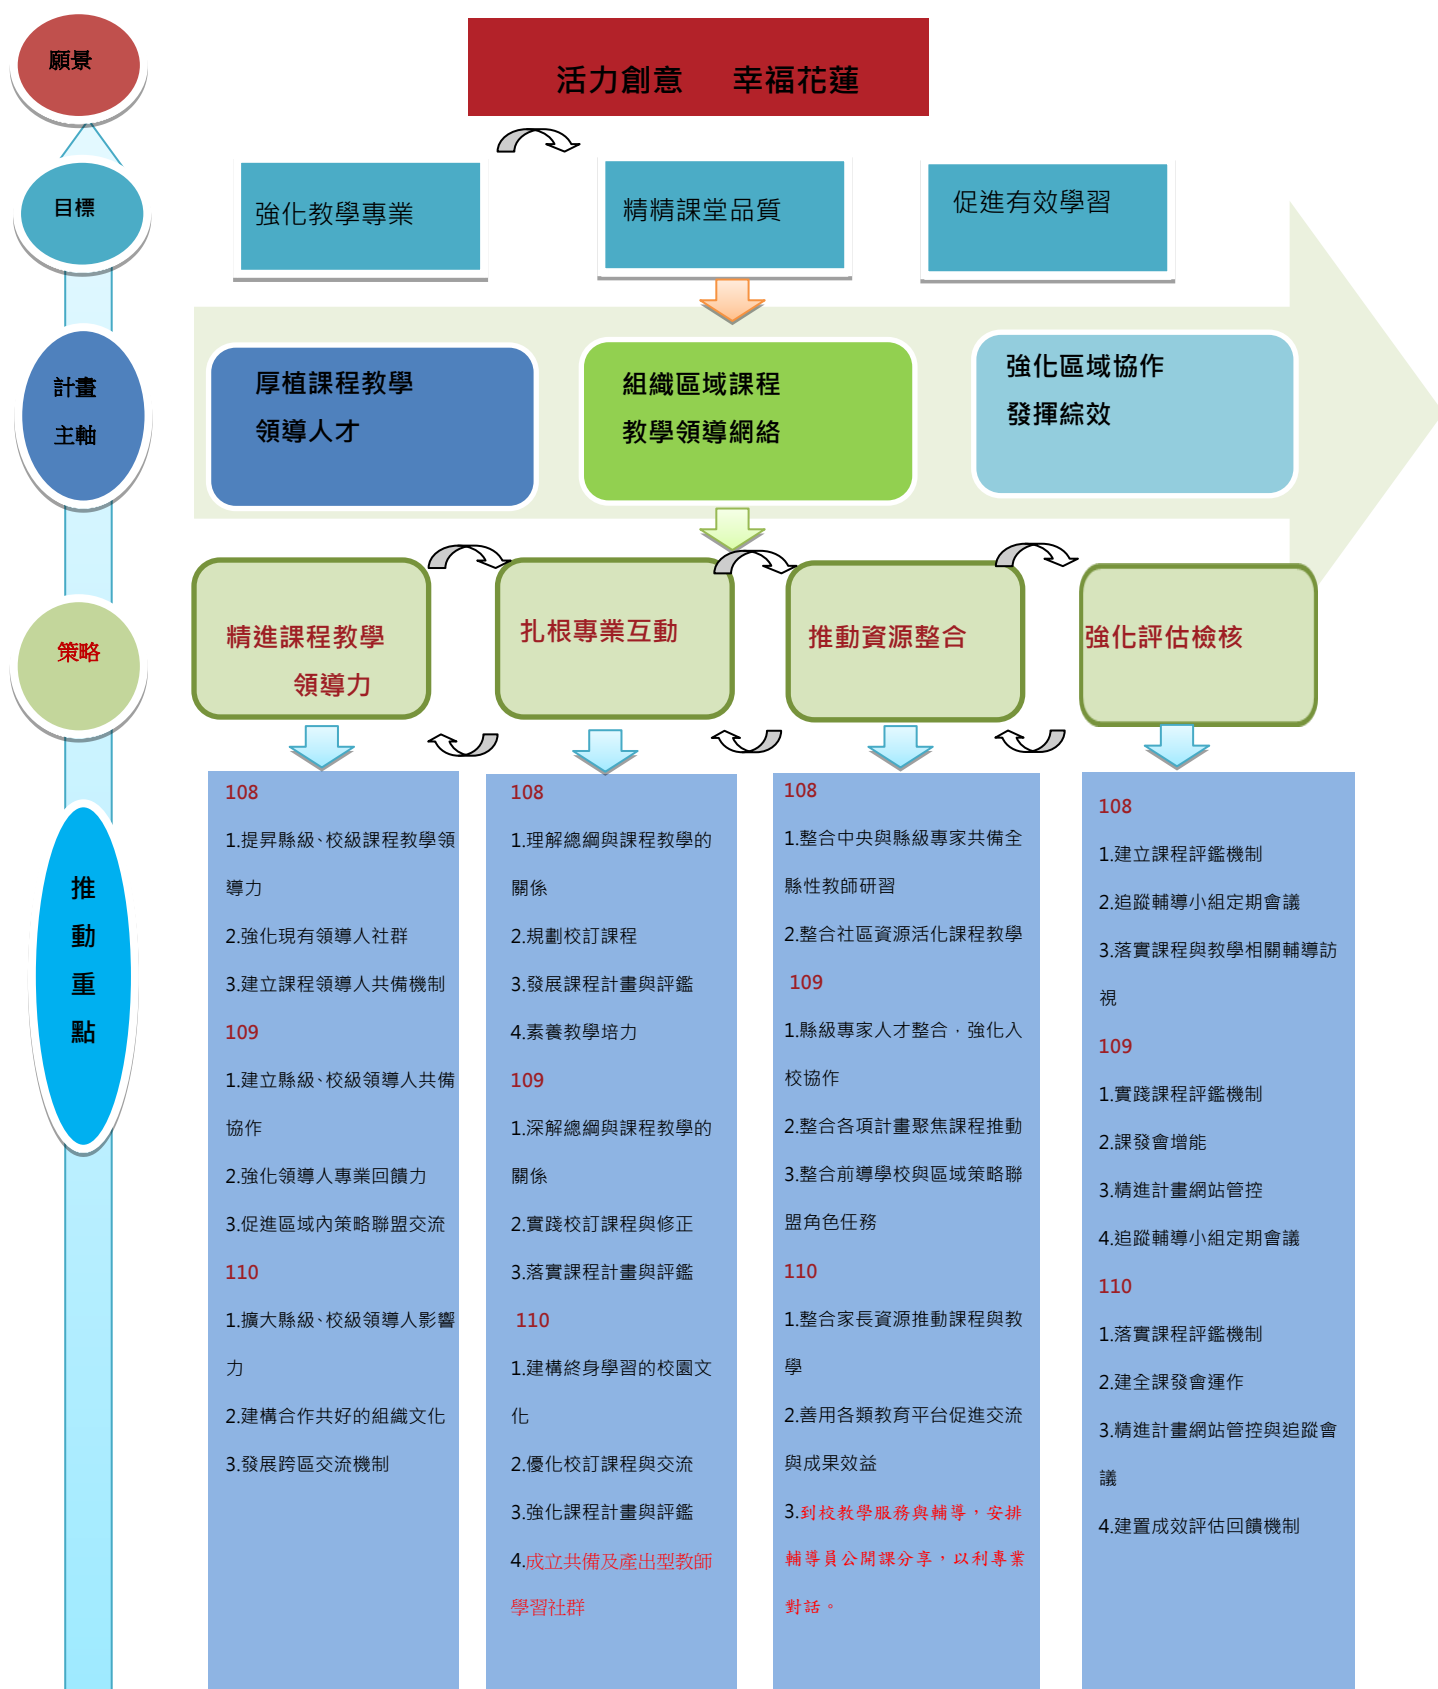 願景
活力創意 幸福花蓮
目標
強化教學專業
精精課堂品質
促進有效學習
計畫
主軸
厚植課程教學
領導人才
組織區域課程
教學領導網絡
強化區域協作
發揮綜效
策略
精進課程教學
領導力
扎根專業互動
推動資源整合
強化評估檢核
推
動
重
點
108
1.提昇縣級、校級課程教學領
導力
2.強化現有領導人社群
3.建立課程領導人共備機制
109
1.建立縣級、校級領導人共備
協作
2.強化領導人專業回饋力
3.促進區域內策略聯盟交流
110
1.擴大縣級、校級領導人影響
力
2.建構合作共好的組織文化
3.發展跨區交流機制
108
1.理解總綱與課程教學的
關係
2.規劃校訂課程
3.發展課程計畫與評鑑
4.素養教學培力
109
1.深解總綱與課程教學的
關係
2.實踐校訂課程與修正
3.落實課程計畫與評鑑
110
1.建構終身學習的校園文
化
2.優化校訂課程與交流
3.強化課程計畫與評鑑
4.成立共備及產出型教師
學習社群
108
1.整合中央與縣級專家共備全
縣性教師研習
2.整合社區資源活化課程教學
109
1.縣級專家人才整合，強化入
校協作
2.整合各項計畫聚焦課程推動
3.整合前導學校與區域策略聯
盟角色任務
110
1.整合家長資源推動課程與教
學
2.善用各類教育平台促進交流
與成果效益
3.到校教學服務與輔導，安排
輔導員公開課分享，以利專業
對話。
108
1.建立課程評鑑機制
2.追蹤輔導小組定期會議
3.落實課程與教學相關輔導訪
視
109
1.實踐課程評鑑機制
2.課發會增能
3.精進計畫網站管控
4.追蹤輔導小組定期會議
110
1.落實課程評鑑機制
2.建全課發會運作
3.精進計畫網站管控與追蹤會
議
4.建置成效評估回饋機制